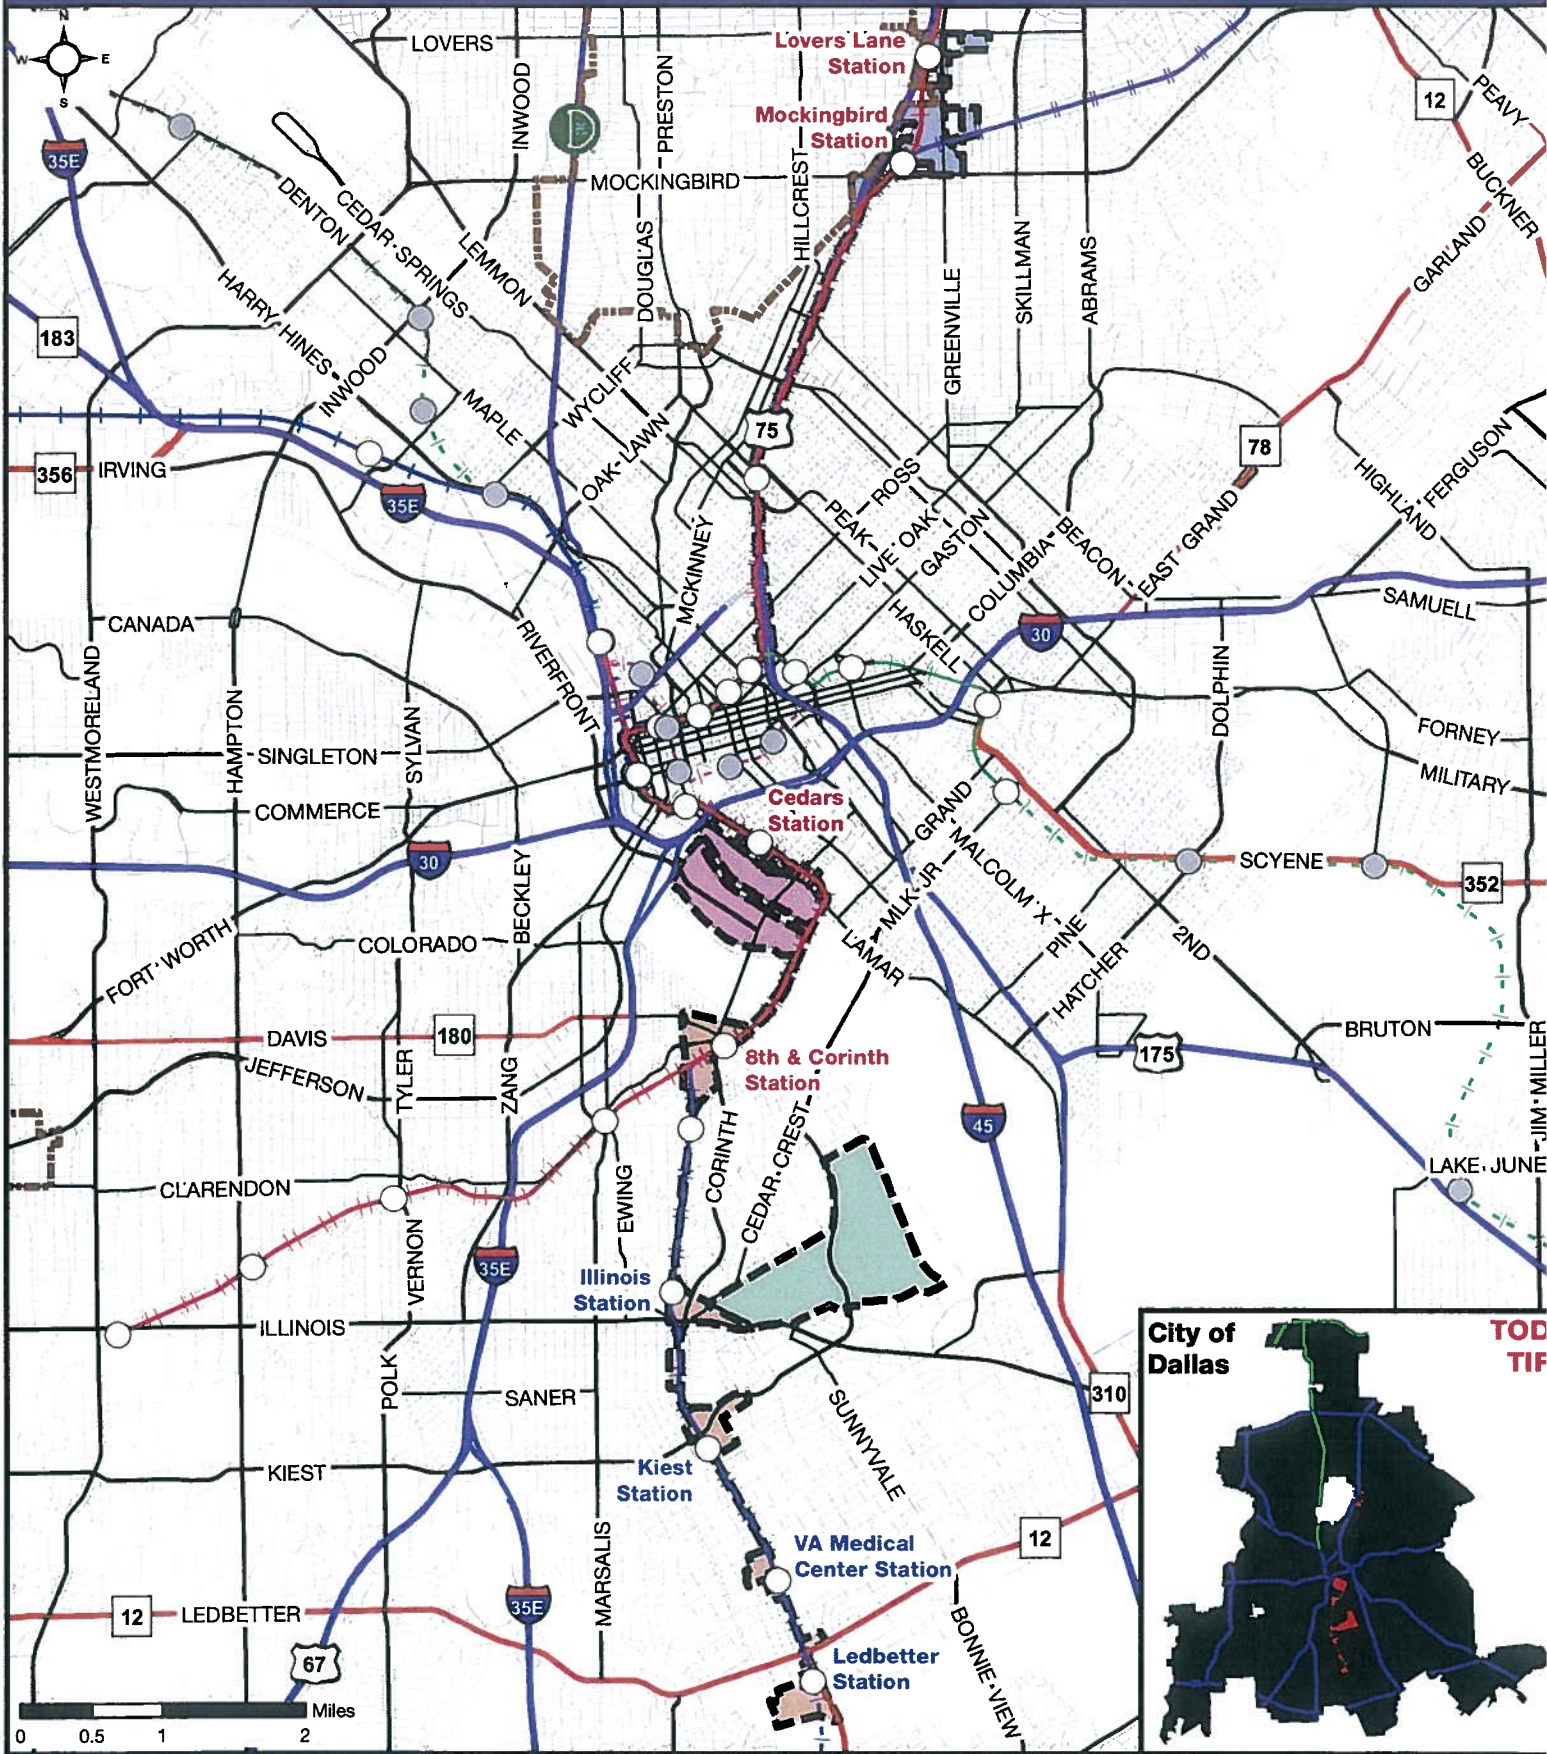 N
W
E
S
LOVERS
INWOOD
PRESTON
Lovers Lane
Station
Mockingbird
Station
HILLCREST
MOCKINGBIRD
12
PEAVY
BUCKNER
GARLAND
35E
DENTON
CEDAR SPRINGS
LEMMON
DOUGLAS
GREENVILLE
SKILLMAN
ABRAMS
HARRY HINES
INWOOD
183
MAPLE
WYCLIFF
OAK LAWN
75
78
356
IRVING
35E
ROSS
PEAK
LIVE OAK
GASTON
BEACON
COLUMBIA
EAST GRAND
HIGHLAND
FERGUSON
MCKINNEY
HASKELL
30
SAMUELL
CANADA
RIVERFRONT
WESTMORELAND
HAMPTON
SYLVAN
DOLPHIN
FORNEY
SINGLETON
MILITARY
COMMERCE
Cedars
Station
GRAND
30
BECKLEY
MALCOLM X
MLK JR
SCYENE
352
FORT WORTH
COLORADO
LAMAR
PINE
HATCHER
2ND
DAVIS
180
8th & Corinth
Station
175
BRUTON
JEFFERSON
TYLER
ZANG
JIM MILLER
45
CORINTH
CEDAR CREST
LAKE JUNE
CLARENDON
EWING
VERNON
35E
Illinois
Station
ILLINOIS
POLK
SANER
310
SUNNYVALE
KIEST
Kiest
Station
MARSALIS
VA Medical
Center Station
12
12
LEDBETTER
35E
BONNIE VIEW
67
Ledbetter
Station
Miles
0
0.5
1
2
City of
Dallas
TOD
TIF